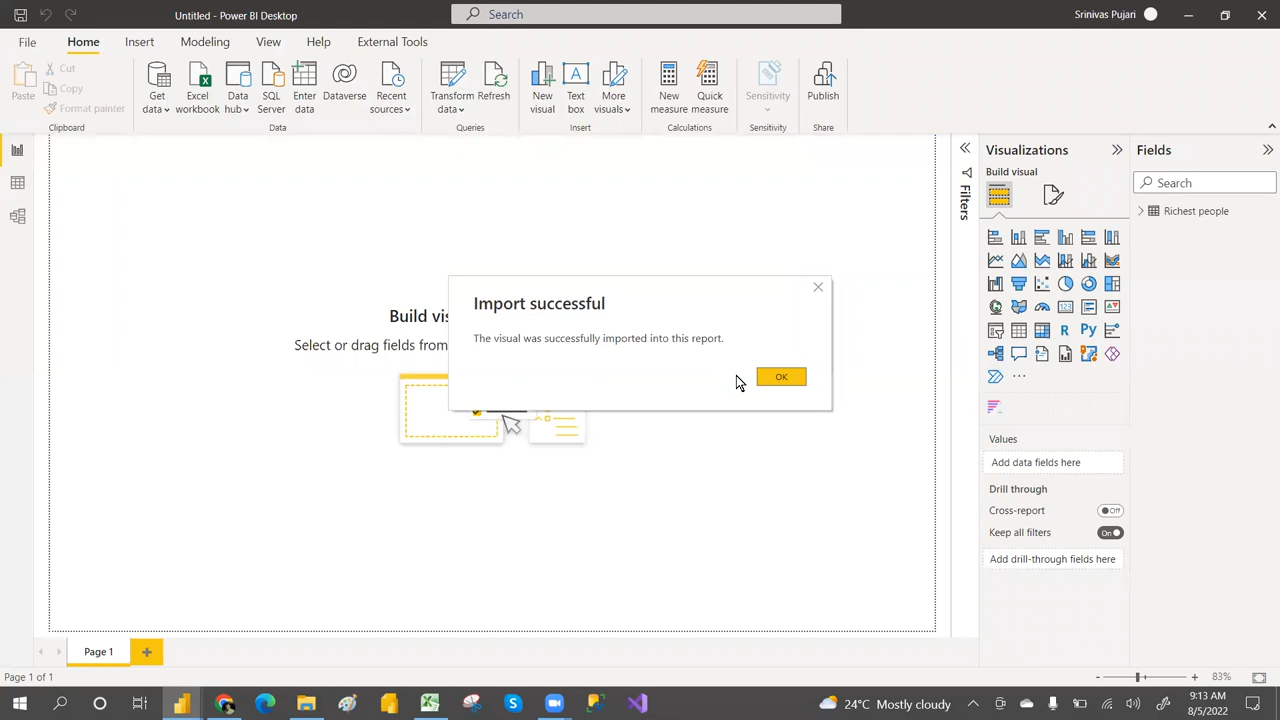 Untitled - Power BI Desktop
Search
Srinivas Pujari
File
Home
Insert
Modeling
View
Help
External Tools
Paste
Cut
Copy
Format painter
Clipboard
Get data
Excel workbook
Data hub
SQL Server
Enter data
Dataverse
Recent sources
Data
Transform data
Refresh
Queries
New visual
Text box
More visuals
Insert
New measure
Quick measure
Calculations
Sensitivity
Sensitivity
Publish
Share
Filters
Visualizations
Build visual
Fields
Search
Richest people
Build vis
Select or drag fields from
Import successful
The visual was successfully imported into this report.
OK
R
Py
123
A
Values
Add data fields here
Drill through
Cross-report
Off
Keep all filters
On
Add drill-through fields here
Page 1
Page 1 of 1
83%
24°C Mostly cloudy
9:13 AM
8/5/2022